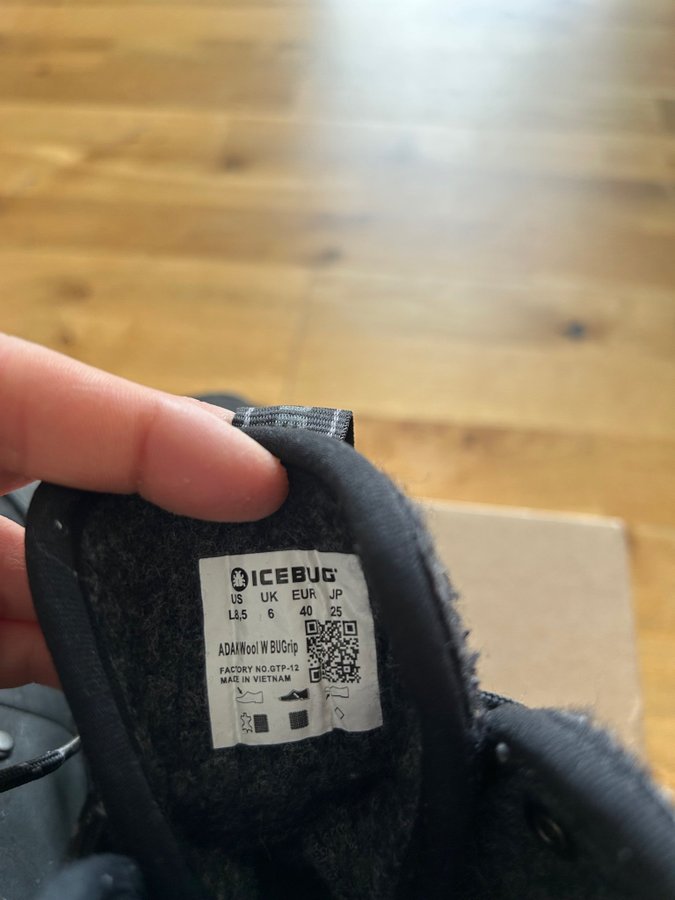 ICEBUG
US UK EUR JP
L8,5 6 40 25
ADAKWool W BUGrip
FACTORY NO.GTP-12
MADE IN VIETNAM